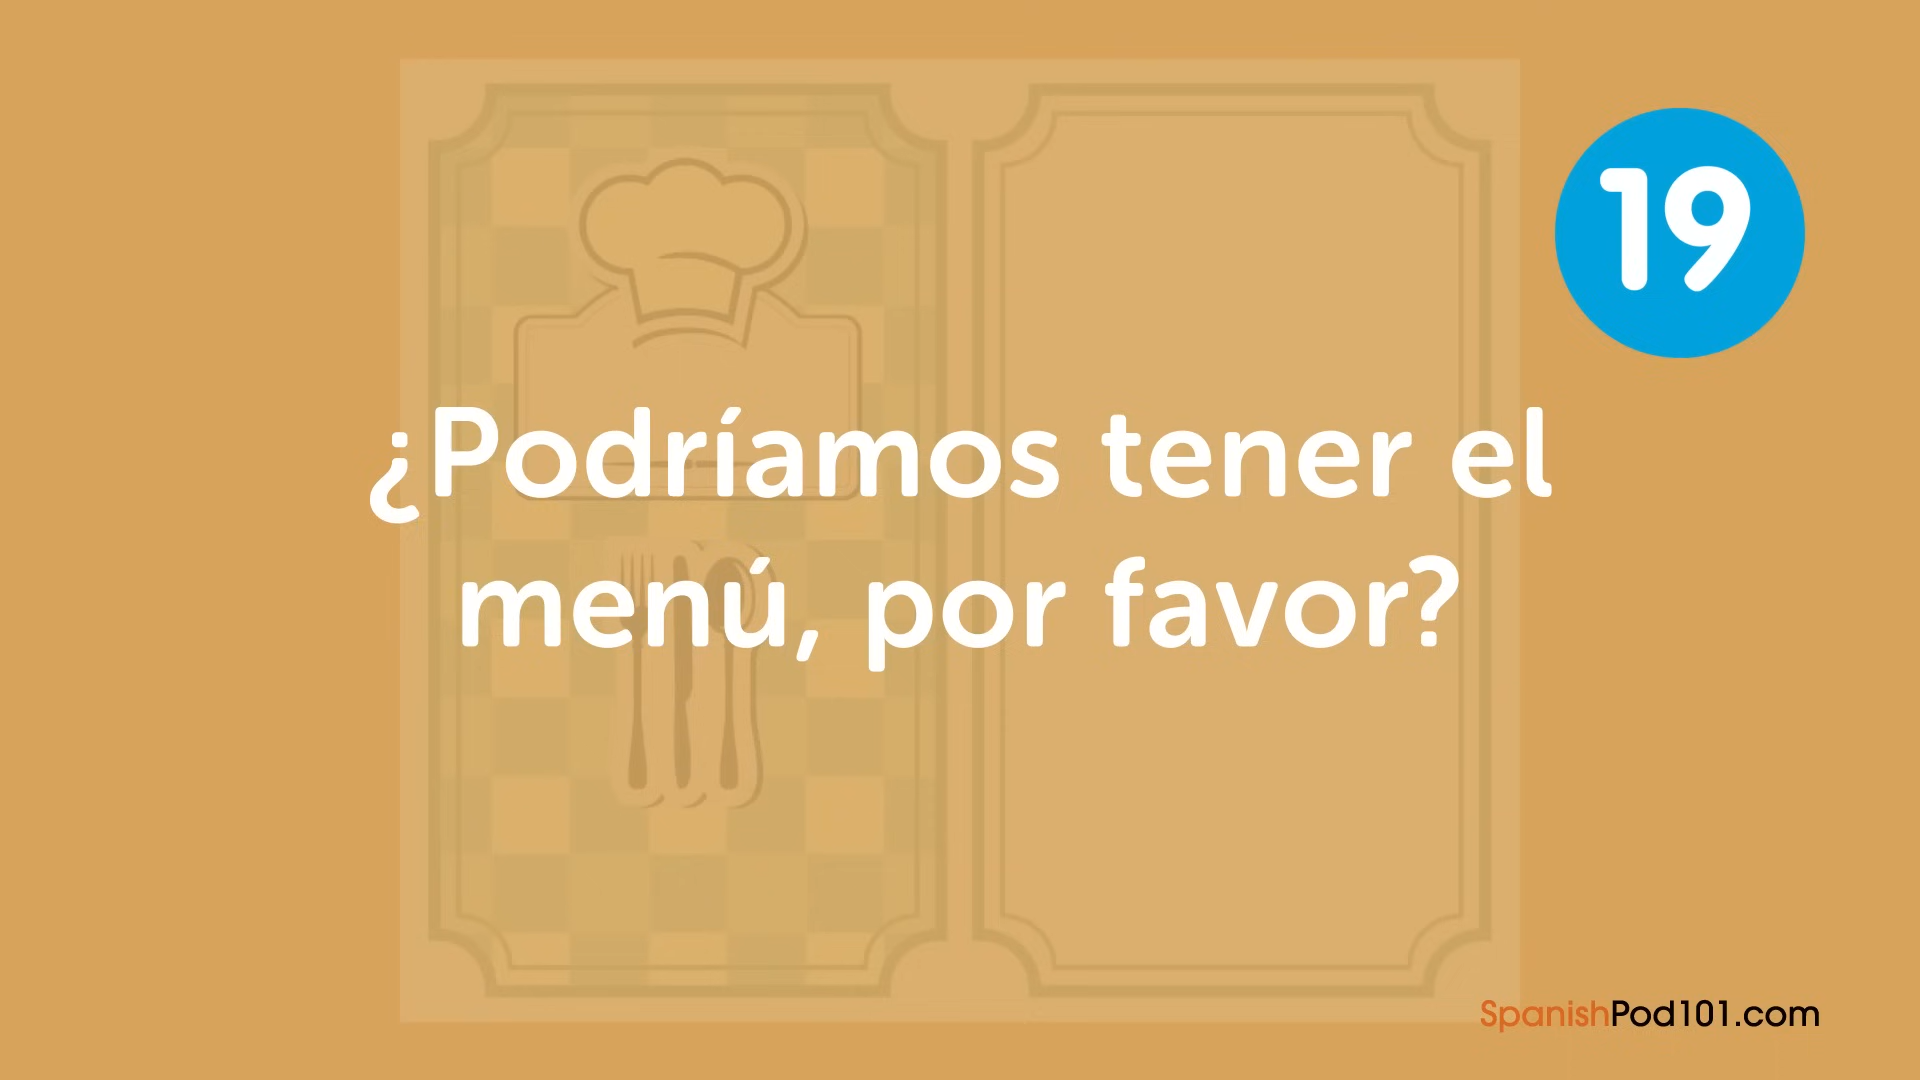 19
¿Podríamos tener el
menú, por favor?
SpanishPod101.com